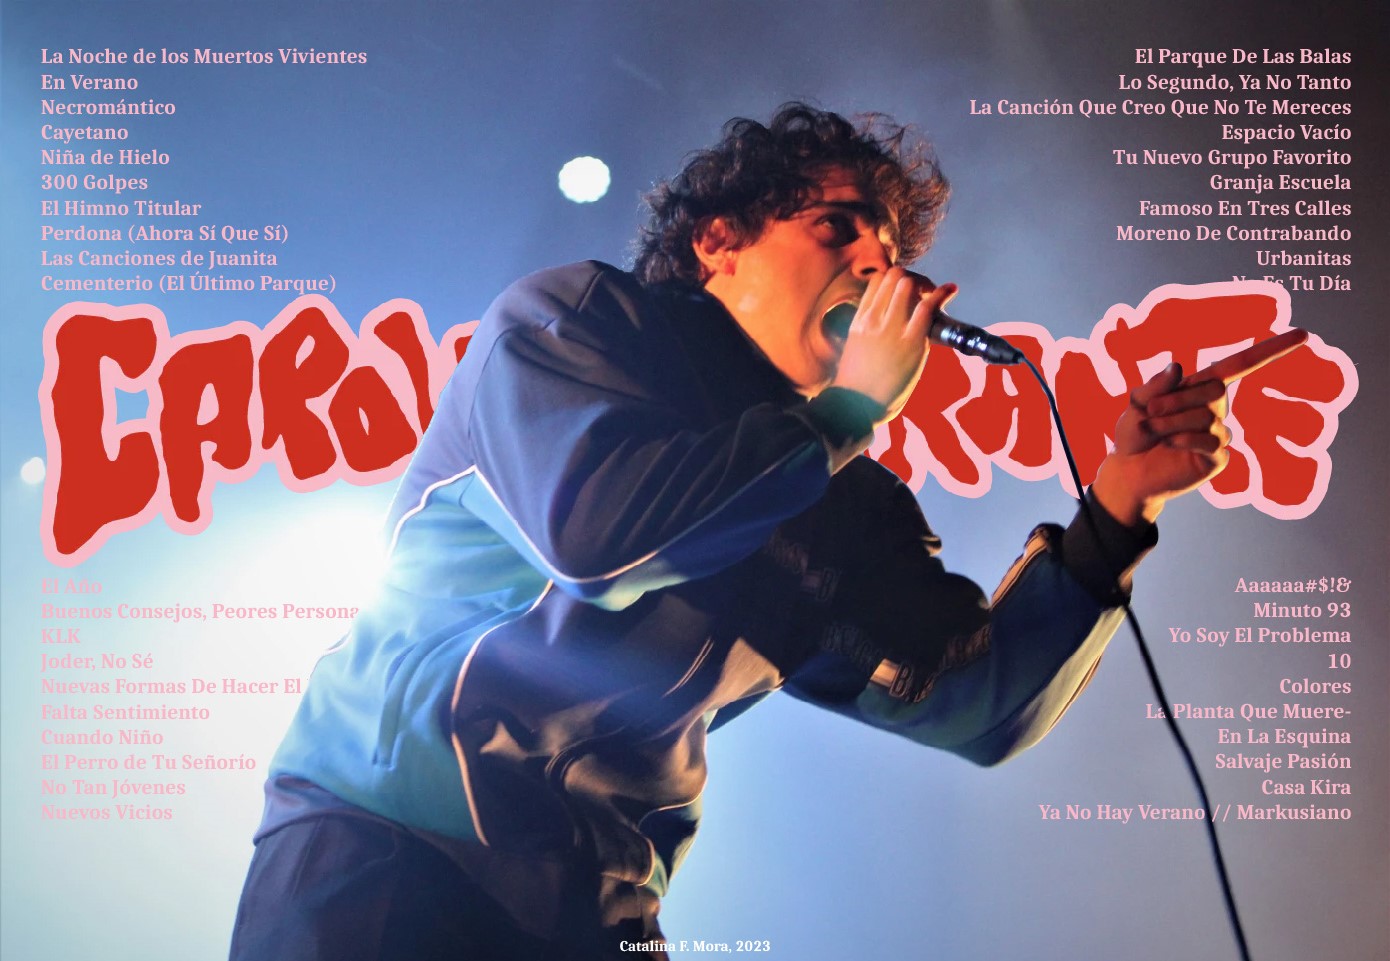 La Noche de los Muertos Vivientes
En Verano
Necromántico
Cayetano
Niña de Hielo
300 Golpes
El Himno Titular
Perdona (Ahora Sí Que Sí)
Las Canciones de Juanita
Cementerio (El Último Parque)
El Parque De Las Balas
Lo Segundo, Ya No Tanto
La Canción Que Creo Que No Te Mereces
Espacio Vacío
Tu Nuevo Grupo Favorito
Granja Escuela
Famoso En Tres Calles
Moreno De Contrabando
Urbanitas
No Es Tu Día
El Año
Buenos Consejos, Peores Persona
KLK
Joder, No Sé
Nuevas Formas De Hacer El
Falta Sentimiento
Cuando Niño
El Perro de Tu Señorío
No Tan Jóvenes
Nuevos Vicios
Aaaaaa#$!&
Minuto 93
Yo Soy El Problema
10
Colores
La Planta Que Muere-
En La Esquina
Salvaje Pasión
Casa Kira
Ya No Hay Verano // Markusiano
Catalina F. Mora, 2023